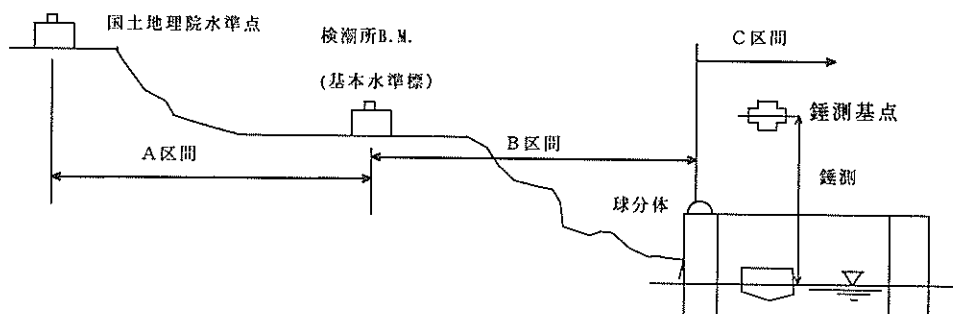 国土地理院水準点
検潮所B.M.
(基本水準標)
C区間
錘測基点
A区間
B区間
錘測
球分体